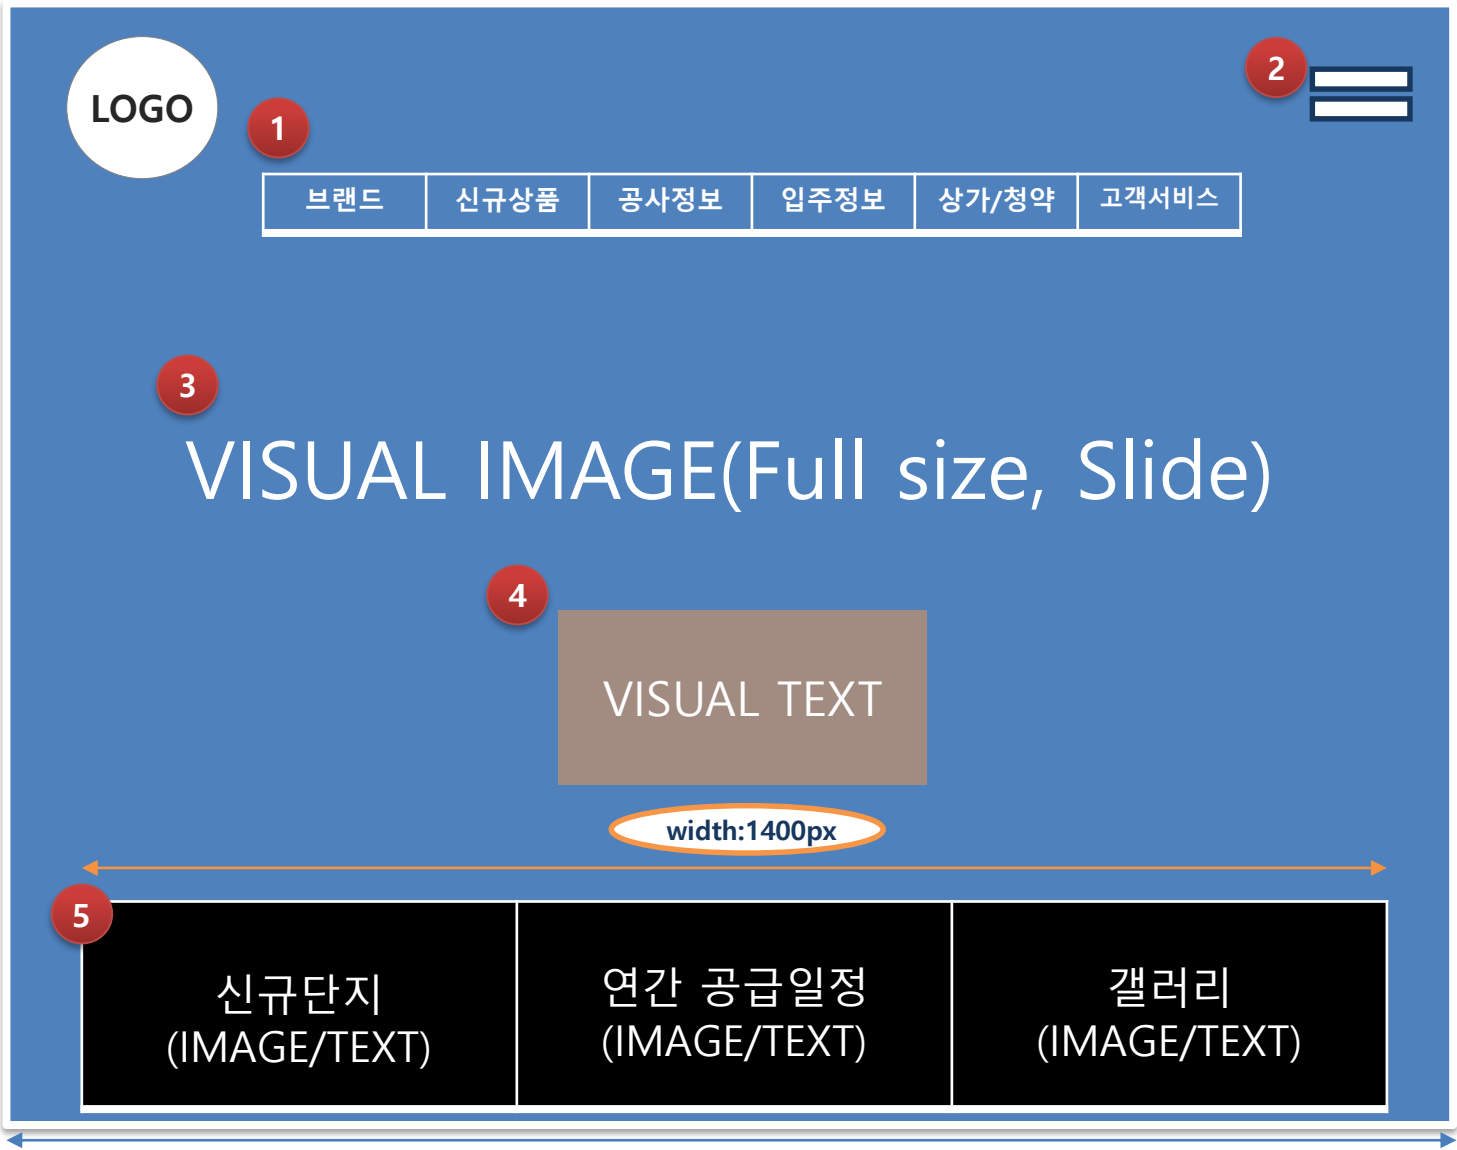 LOGO
1
2
브랜드 신규상품 공사정보 입주정보 상가/청약 고객서비스
3
VISUAL IMAGE(Full size, Slide)
4
VISUAL TEXT
width:1400px
5
신규단지
(IMAGE/TEXT)
연간 공급일정
(IMAGE/TEXT)
갤러리
(IMAGE/TEXT)